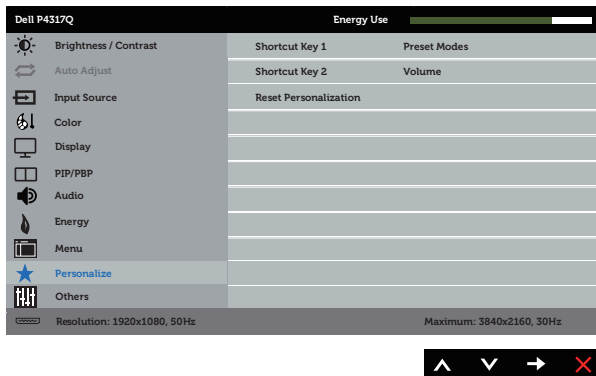 Dell P4317Q Energy Use
Brightness / Contrast Shortcut Key 1 Preset Modes
Auto Adjust Shortcut Key 2 Volume
Input Source Reset Personalization
Color
Display
PIP/PBP
Audio
Energy
Menu
Personalize
Others
Resolution: 1920x1080, 50Hz Maximum: 3840x2160, 30Hz